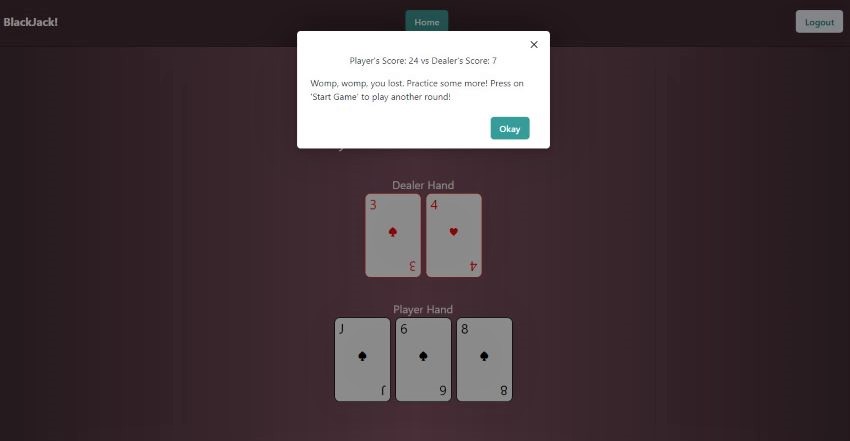 BlackJack!
Home
Logout
Player's Score: 24 vs Dealer's Score: 7
Womp, womp, you lost. Practice some more! Press on
'Start Game' to play another round!
Okay
Dealer Hand
3
4
3
4
Player Hand
J
6
8
J
6
8